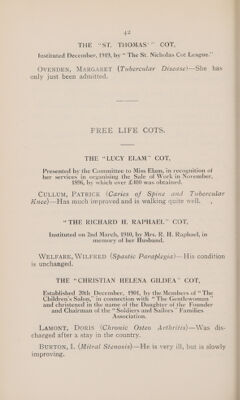 42
THE "ST. THOMAS'" COT,
Instituted December, 1919, by "The St. Nicholas Cot League."
OVENDEN, MARGARET (Tubercular Disease)—She has
only just been admitted.
FREE LIFE COTS.
THE "LUCY ELAM" COT,
Presented by the Committee to Miss Elam, in recognition of
her services in organising the Sale of Work in November,
1896, by which over £400 was obtained.
CULLUM, PATRICK (Caries of Spine and Tubercular
Knee)—Has much improved and is walking quite well.
"THE RICHARD H. RAPHAEL" COT,
Instituted on 2nd March, 1910, by Mrs. R. H. Raphael, in
memory of her Husband.
WELFARE, WILFRED (Spastic Paraplegia)—His condition
is unchanged.
THE "CHRISTIAN HELENA GILDEA" COT,
Established 20th December, 1901, by the Members of "The
Children's Salon," in connection with "The Gentlewoman"
and christened in the name of the Daughter of the Founder
and Chairman of the "Soldiers and Sailors" Families
Association.
LAMONT, DORIS (Chronic Osteo Arthritis)—Was dis-
charged after a stay in the country.
BURTON, I. (Mitral Stenosis)—He is very ill, but is slowly
improving.